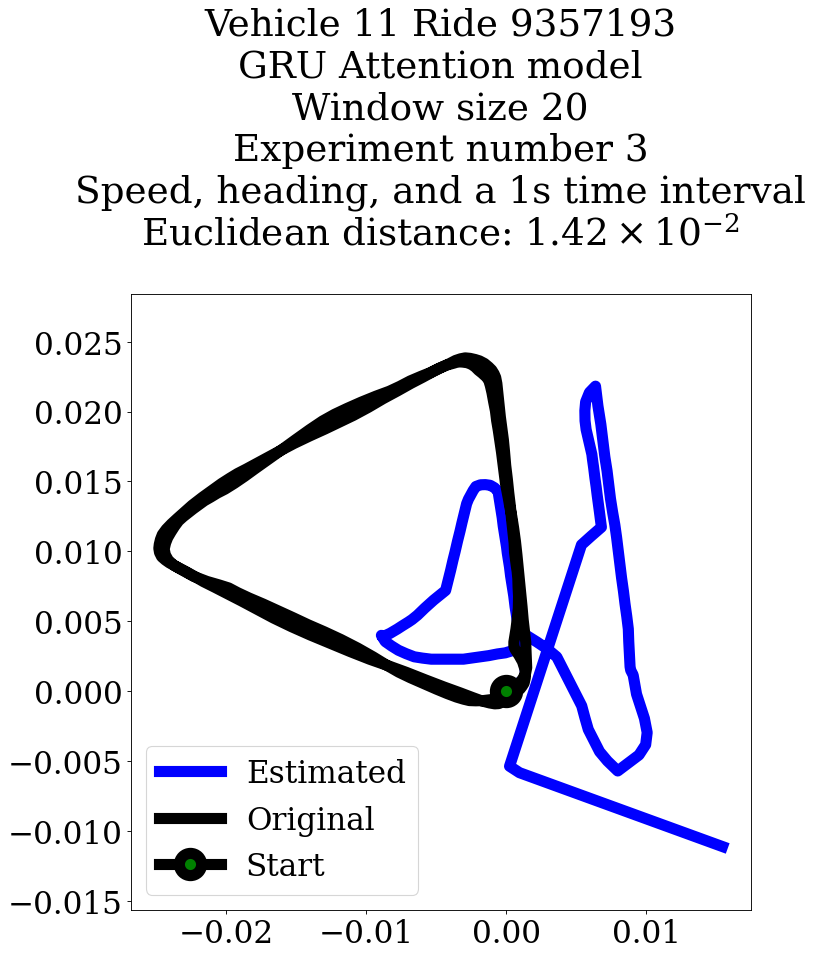 Vehicle 11 Ride 9357193
GRU Attention model
Window size 20
Experiment number 3
Speed, heading, and a 1s time interval
Euclidean distance: 1.42 × 10⁻²
0.025
0.020
0.015
0.010
0.005
0.000
−0.005
−0.010
−0.015
Estimated
Original
Start
−0.02 −0.01 0.00 0.01